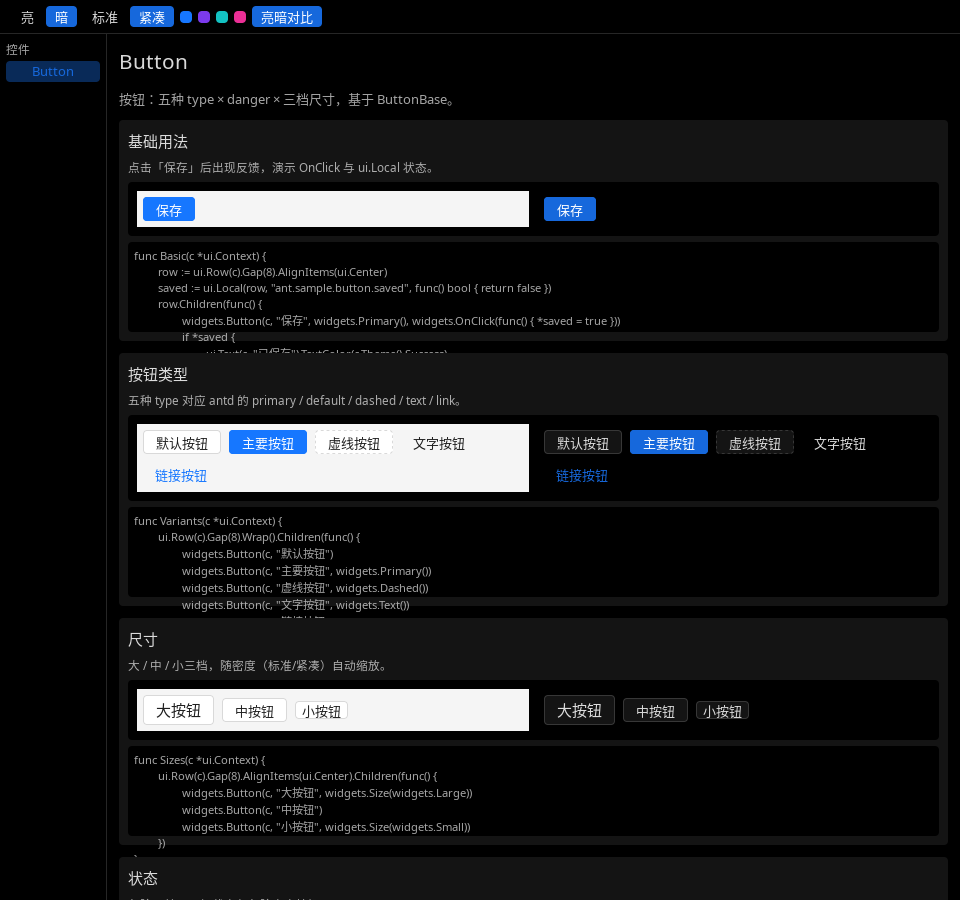 亮 暗 标准 紧凑 亮暗对比
控件
Button
Button
按钮：五种 type × danger × 三档尺寸，基于 ButtonBase。
基础用法
点击「保存」后出现反馈，演示 OnClick 与 ui.Local 状态。
保存 保存
func Basic(c *ui.Context) {
row := ui.Row(c).Gap(8).AlignItems(ui.Center)
saved := ui.Local(row, "ant.sample.button.saved", func() bool { return false })
row.Children(func() {
widgets.Button(c, "保存", widgets.Primary(), widgets.OnClick(func() { *saved = true }))
if *saved {
按钮类型
五种 type 对应 antd 的 primary / default / dashed / text / link。
默认按钮 主要按钮 虚线按钮 文字按钮 默认按钮 主要按钮 虚线按钮 文字按钮
链接按钮 链接按钮
func Variants(c *ui.Context) {
ui.Row(c).Gap(8).Wrap().Children(func() {
widgets.Button(c, "默认按钮")
widgets.Button(c, "主要按钮", widgets.Primary())
widgets.Button(c, "虚线按钮", widgets.Dashed())
widgets.Button(c, "文字按钮", widgets.Text())
尺寸
大 / 中 / 小三档，随密度（标准/紧凑）自动缩放。
大按钮 中按钮 小按钮 大按钮 中按钮 小按钮
func Sizes(c *ui.Context) {
ui.Row(c).Gap(8).AlignItems(ui.Center).Children(func() {
widgets.Button(c, "大按钮", widgets.Size(widgets.Large))
widgets.Button(c, "中按钮")
widgets.Button(c, "小按钮", widgets.Size(widgets.Small))
})
状态